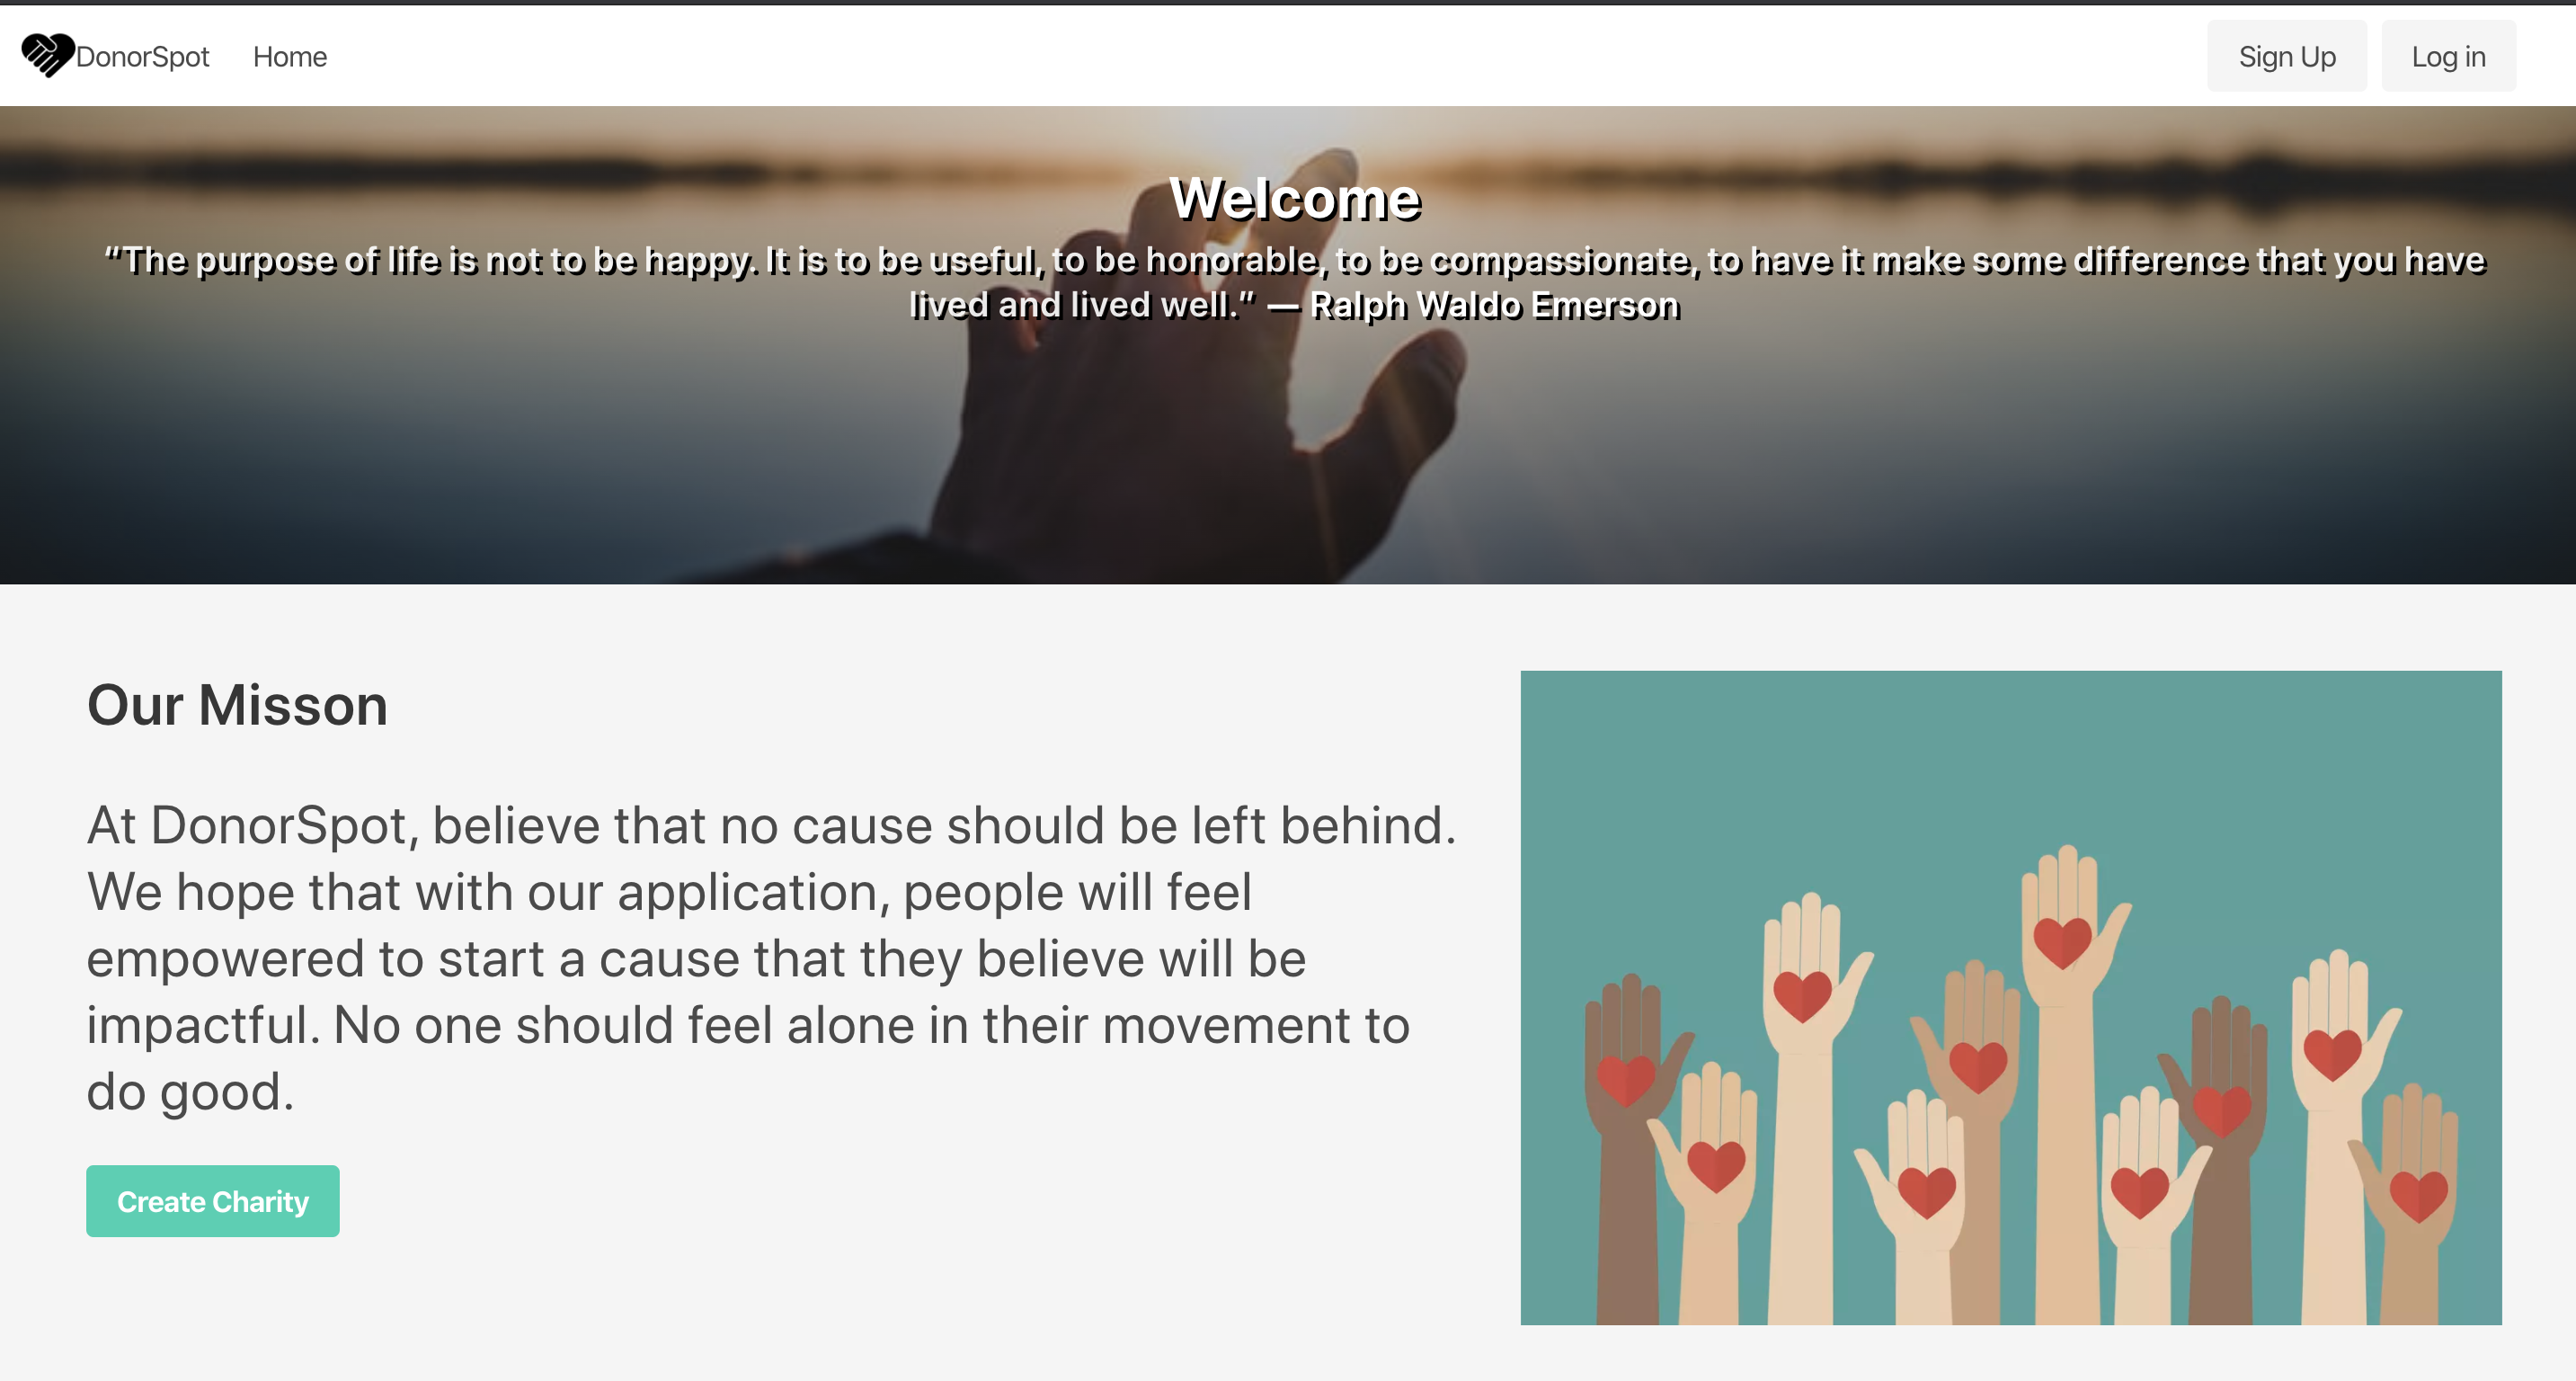 DonorSpot Home Sign Up Log in
Welcome
“The purpose of life is not to be happy. It is to be useful, to be honorable, to be compassionate, to have it make some difference that you have
lived and lived well.” — Ralph Waldo Emerson
Our Misson
At DonorSpot, believe that no cause should be left behind.
We hope that with our application, people will feel
empowered to start a cause that they believe will be
impactful. No one should feel alone in their movement to
do good.
Create Charity